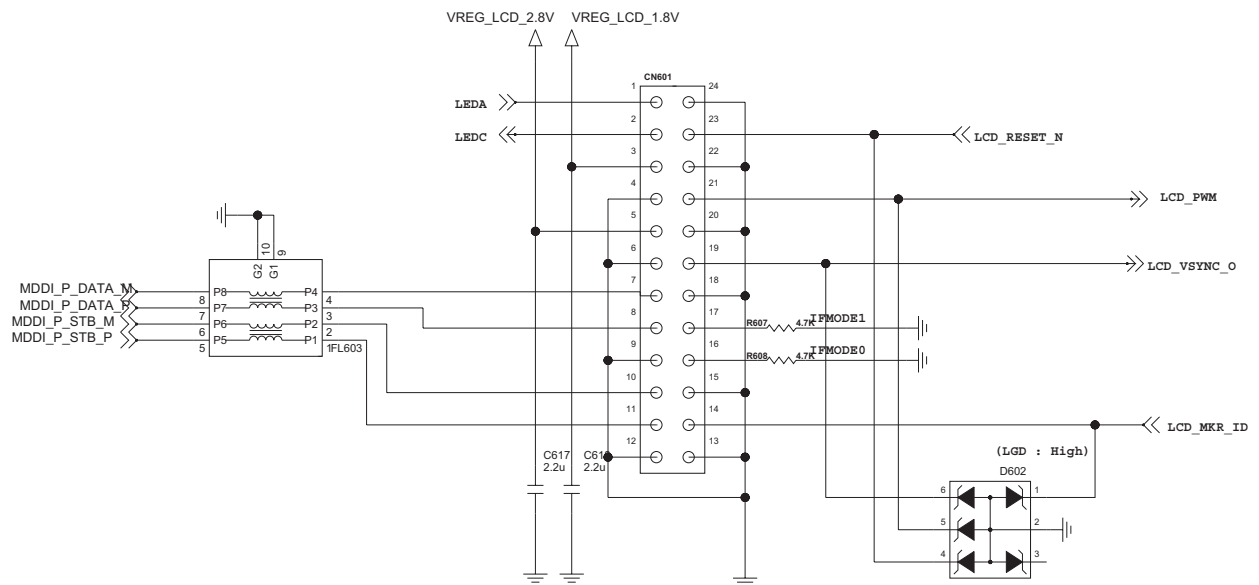 VREG_LCD_2.8V VREG_LCD_1.8V
CN601
1 24
LEDA
2 23
LEDC LCD_RESET_N
3 22
4 21
LCD_PWM
5 20
6 19
LCD_VSYNC_O
7 18
8 17
R607 4.7K IFMODE1
9 16
R608 4.7K IFMODE0
10 15
11 14
LCD_MKR_ID
12 13
G2 10 G1 9
MDDI_P_DATA_M P8 P4
8 4
MDDI_P_DATA_P P7 P3
7 3
MDDI_P_STB_M P6 P2
6 2
MDDI_P_STB_P P5 P1
5 1 FL603
C617
2.2u
2.2u
(LGD : High)
D602
6 1
5 2
4 3